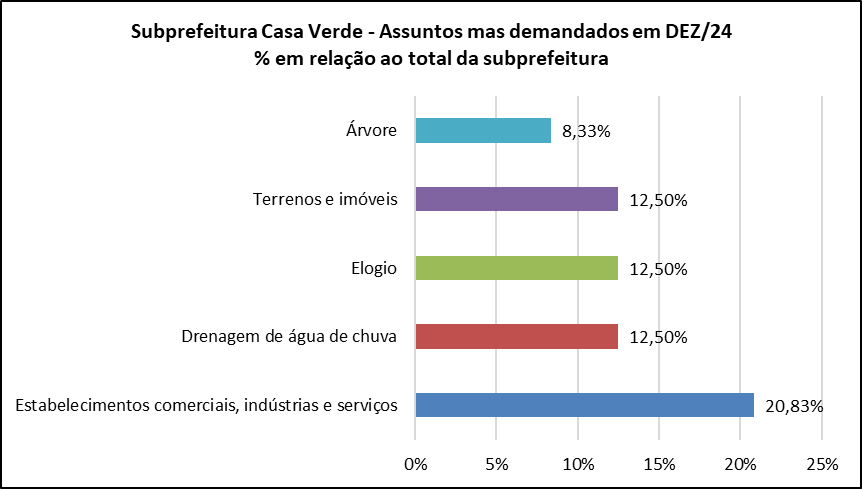 Subprefeitura Casa Verde - Assuntos mas demandados em DEZ/24
% em relação ao total da subprefeitura
Árvore 8,33%
Terrenos e imóveis 12,50%
Elogio 12,50%
Drenagem de água de chuva 12,50%
Estabelecimentos comerciais, indústrias e serviços 20,83%
0% 5% 10% 15% 20% 25%